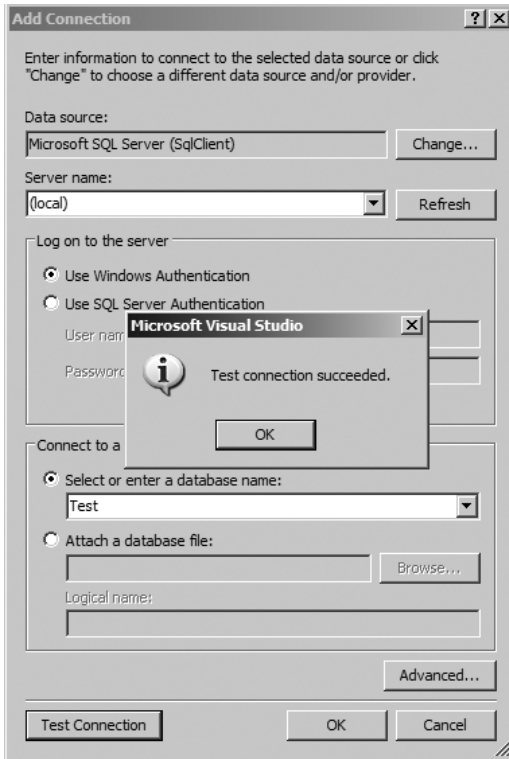 Add Connection
Enter information to connect to the selected data source or click
"Change" to choose a different data source and/or provider.
Data source:
Microsoft SQL Server (SqlClient)
Change...
Server name:
(local)
Refresh
Log on to the server
Use Windows Authentication
Use SQL Server Authentication
User nam
Password
Microsoft Visual Studio
Test connection succeeded.
OK
Connect to a
Select or enter a database name:
Test
Attach a database file:
Browse...
Logical name:
Advanced...
Test Connection
OK
Cancel